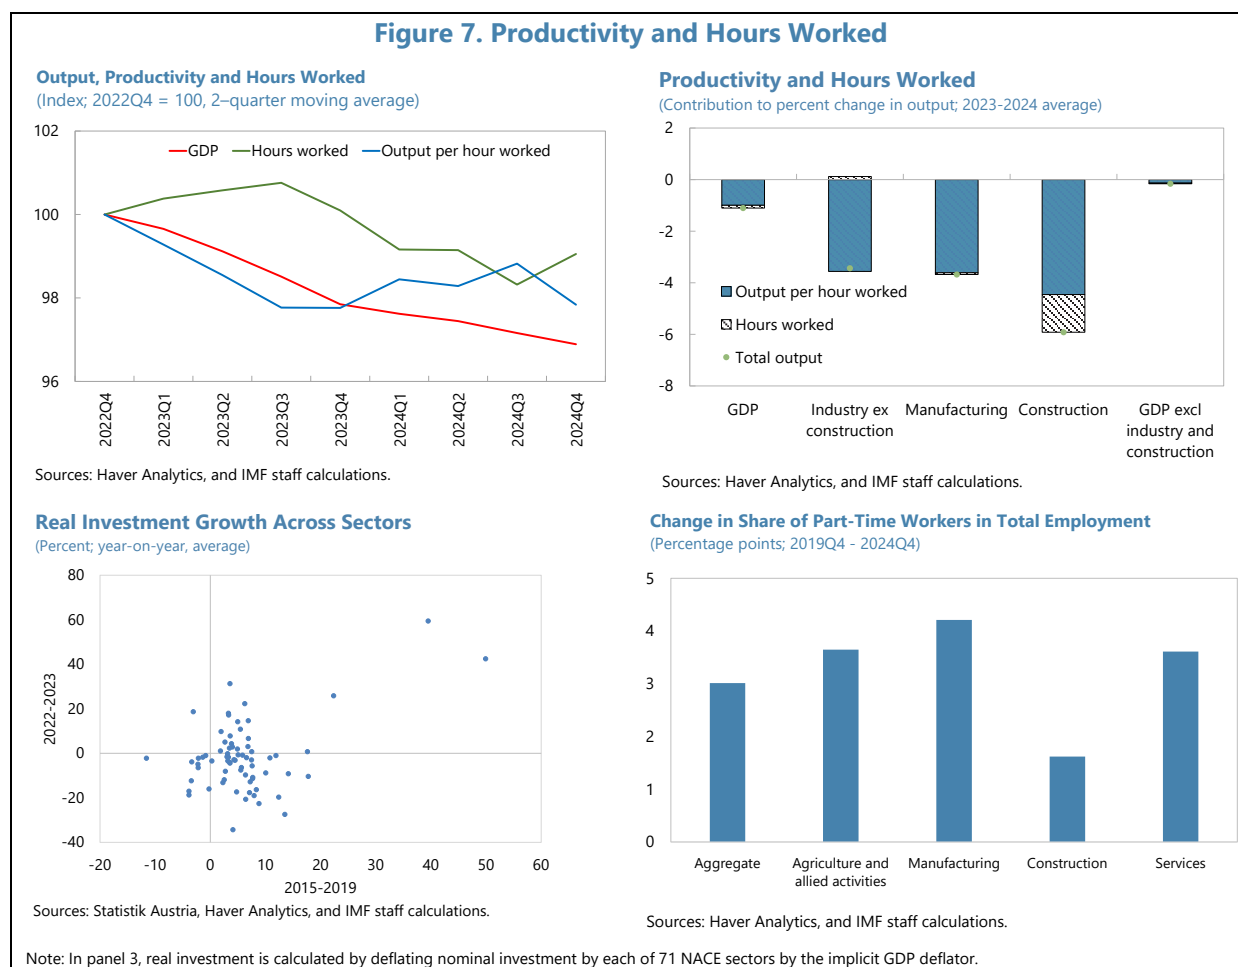 Figure 7. Productivity and Hours Worked
Output, Productivity and Hours Worked
(Index; 2022Q4 = 100, 2–quarter moving average)
102
100
98
96
GDP
Hours worked
Output per hour worked
2022Q4
2023Q1
2023Q2
2023Q3
2023Q4
2024Q1
2024Q2
2024Q3
2024Q4
Sources: Haver Analytics, and IMF staff calculations.
Productivity and Hours Worked
(Contribution to percent change in output; 2023-2024 average)
2
0
-2
-4
-6
-8
Output per hour worked
Hours worked
Total output
GDP
Industry ex
construction
Manufacturing
Construction
GDP excl
industry and
construction
Sources: Haver Analytics, and IMF staff calculations.
Real Investment Growth Across Sectors
(Percent; year-on-year, average)
80
60
40
20
0
-20
-40
2022-2023
-20
0
10
20
30
40
50
60
-10
2015-2019
Sources: Statistik Austria, Haver Analytics, and IMF staff calculations.
Change in Share of Part-Time Workers in Total Employment
(Percentage points; 2019Q4 - 2024Q4)
5
4
3
2
1
0
Aggregate
Agriculture and
allied activities
Manufacturing
Construction
Services
Sources: Haver Analytics, and IMF staff calculations.
Note: In panel 3, real investment is calculated by deflating nominal investment by each of 71 NACE sectors by the implicit GDP deflator.